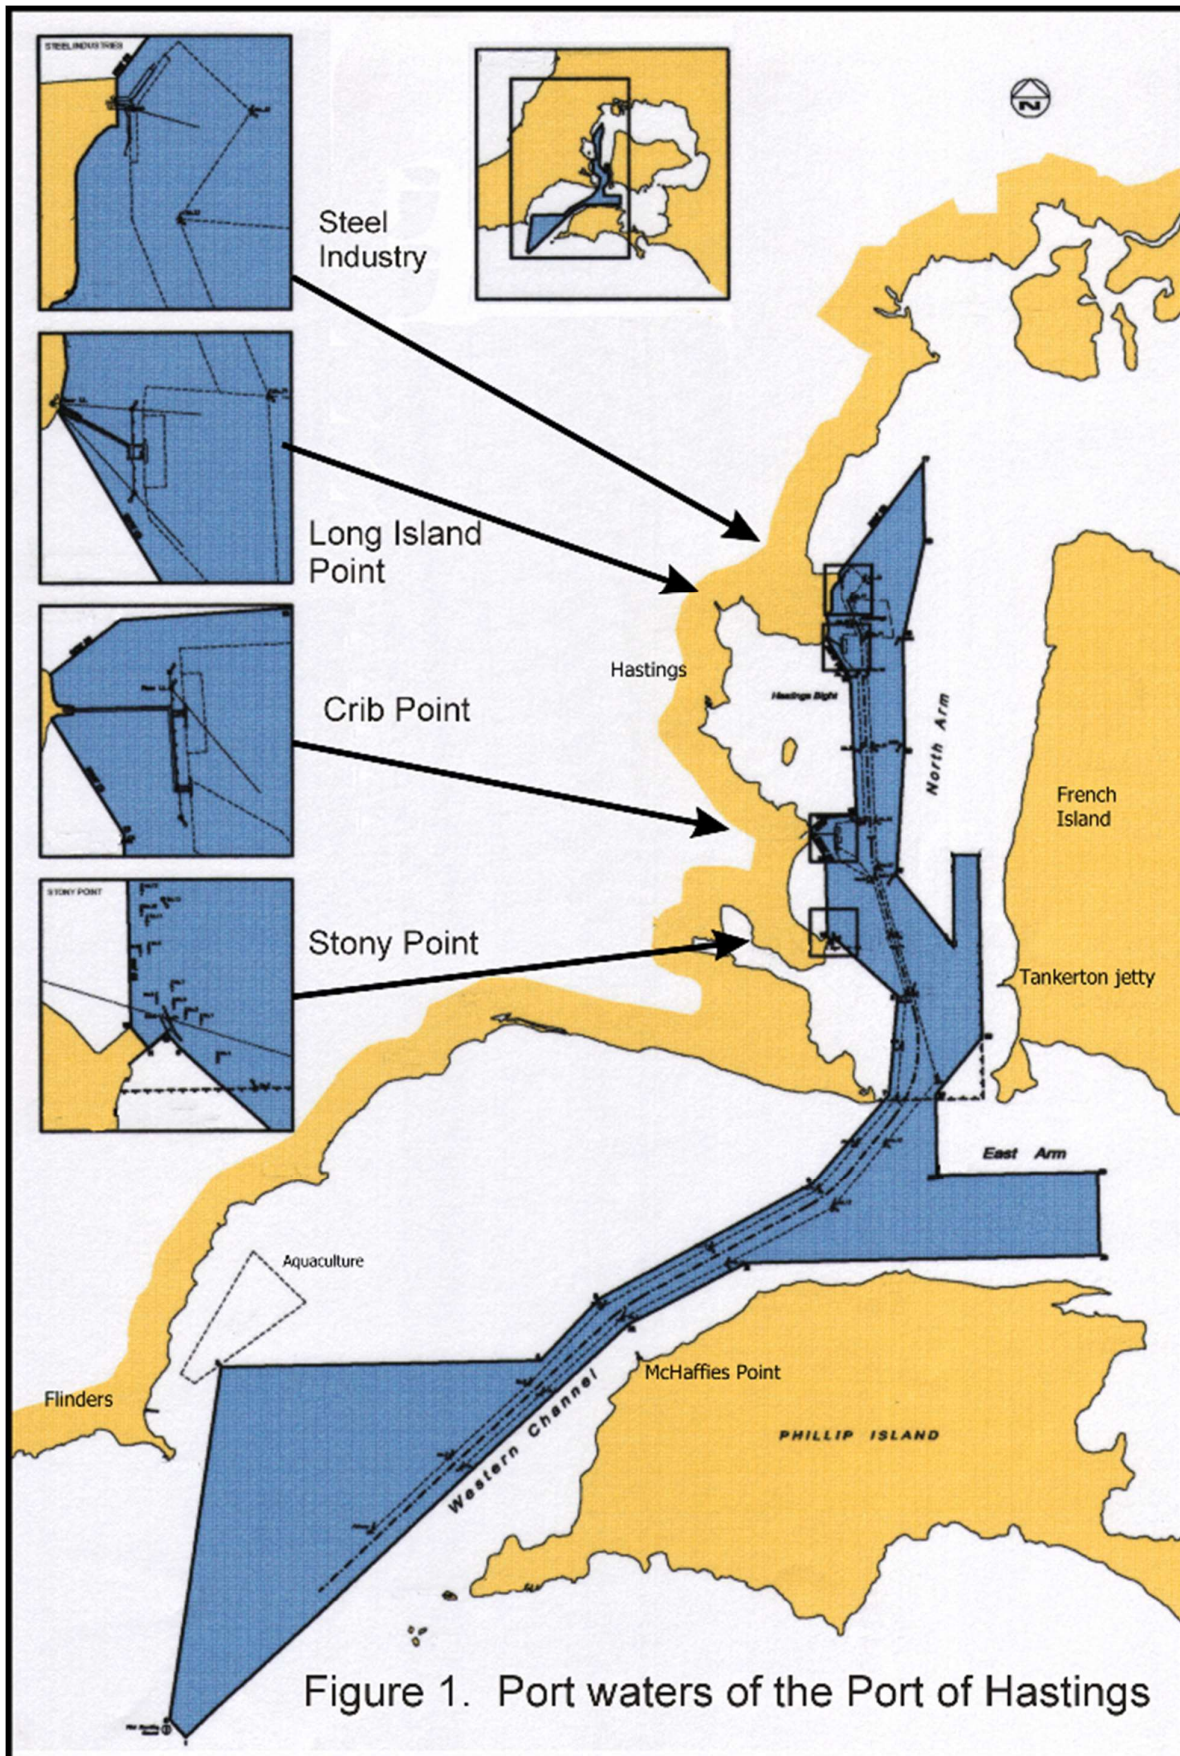 STEEL INDUSTRIES
N
Steel
Industry
Long Island
Point
Hastings
Hastings Bight
Crib Point
North Arm
French
Island
STONY POINT
Stony Point
Tankerton jetty
East Arm
Aquaculture
Flinders
McHaffies Point
Western Channel
PHILLIP ISLAND
Figure 1. Port waters of the Port of Hastings